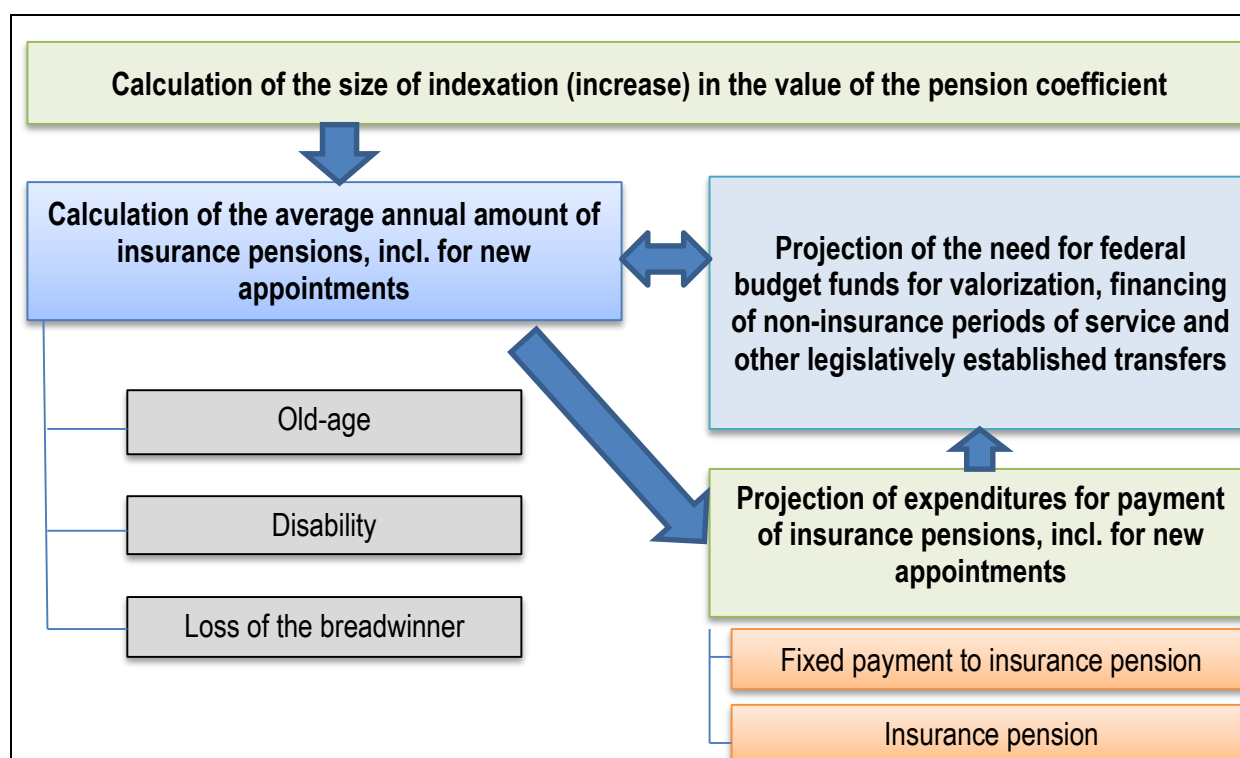 Calculation of the size of indexation (increase) in the value of the pension coefficient
Calculation of the average annual amount of
insurance pensions, incl. for new
appointments
Projection of the need for federal
budget funds for valorization, financing
of non-insurance periods of service and
other legislatively established transfers
Old-age
Disability
Loss of the breadwinner
Projection of expenditures for payment
of insurance pensions, incl. for new
appointments
Fixed payment to insurance pension
Insurance pension